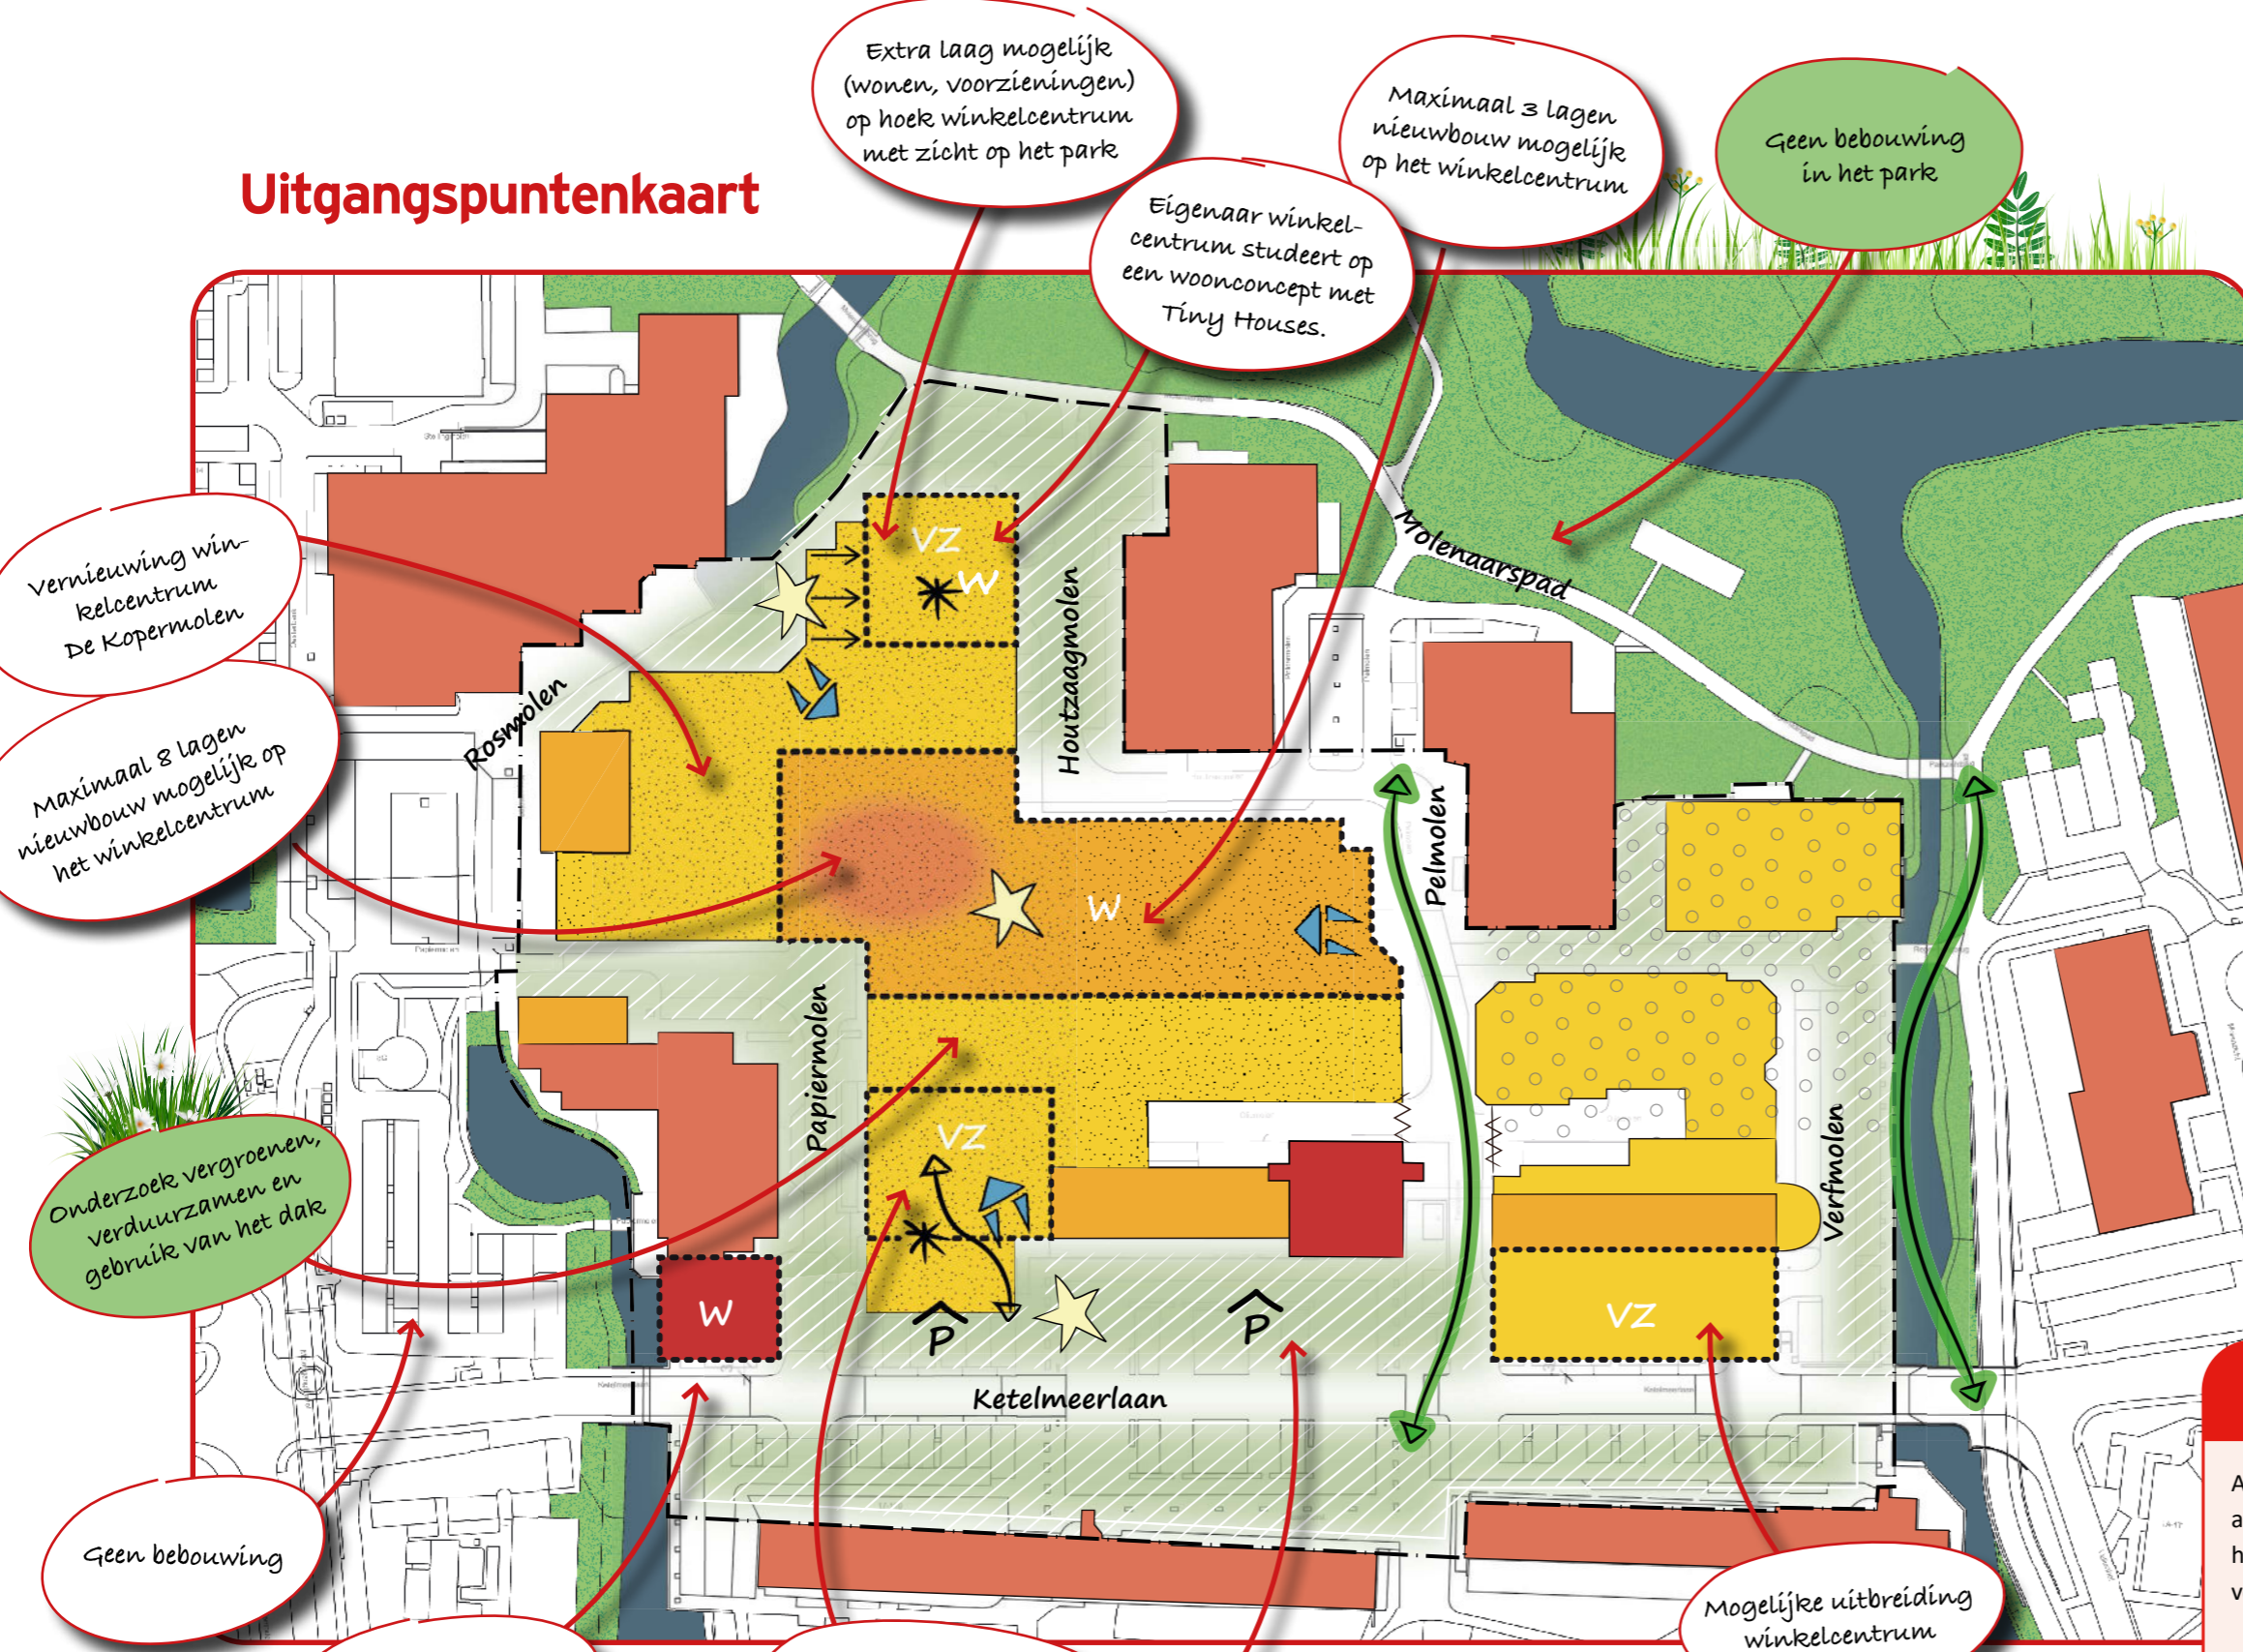 Extra laag mogelijk
(wonen, voorzieningen)
op hoek winkelcentrum
met zicht op het park
Maximaal 3 lagen
nieuwbouw mogelijk
op het winkelcentrum
Geen bebouwing
in het park
Uitgangspuntenkaart
Eigenaar winkel-
centrum studeert op
een woonconcept met
Tiny Houses.
Vernieuwing win-
kelcentrum
De Kopermolen
VZ
W
Molenaarspad
Houtzaagmolen
Rosmolen
Maximaal 8 lagen
nieuwbouw mogelijk op
het winkelcentrum
Pelmolen
W
Papiermolen
VZ
Verfmolen
Onderzoek vergroenen,
verduurzamen en
gebruik van het dak
W
P
P
VZ
Ketelmeerlaan
Ketelmeerlaan
Geen bebouwing
Mogelijke uitbreiding
winkelcentrum
A
a
h
v